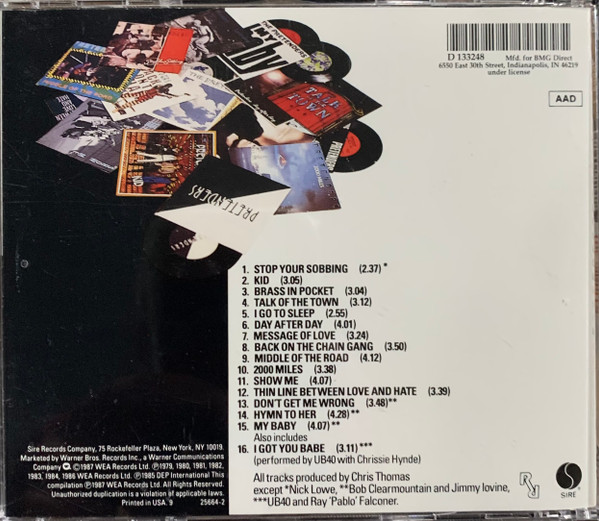 THE PRETENDERS
TALK
OF THE
TOWN
PRETENDERS
D 133248 Mfd. for BMG Direct
6550 East 30th Street, Indianapolis, IN 46219
under license
AAD
1. STOP YOUR SOBBING (2.37) *
2. KID (3.05)
3. BRASS IN POCKET (3.04)
4. TALK OF THE TOWN (3.12)
5. I GO TO SLEEP (2.55)
6. DAY AFTER DAY (4.01)
7. MESSAGE OF LOVE (3.24)
8. BACK ON THE CHAIN GANG (3.50)
9. MIDDLE OF THE ROAD (4.12)
10. 2000 MILES (3.38)
11. SHOW ME (4.07)
12. THIN LINE BETWEEN LOVE AND HATE (3.39)
13. DON'T GET ME WRONG (3.48)**
14. HYMN TO HER (4.28)**
15. MY BABY (4.07)**
Also includes
16. I GOT YOU BABE (3.11)***
(performed by UB40 with Chrissie Hynde)
All tracks produced by Chris Thomas
except *Nick Lowe, **Bob Clearmountain and Jimmy Iovine,
***UB40 and Ray 'Pablo' Falconer.
SIRE
Sire Records Company, 75 Rockefeller Plaza, New York, NY 10019.
Marketed by Warner Bros. Records Inc., a Warner Communications
Company ©1987 WEA Records Ltd. ℗1979, 1980, 1981, 1982,
1983, 1984, 1986 WEA Records Ltd. ℗1985 DEP International This
compilation ℗1987 WEA Records Ltd. All Rights Reserved.
Unauthorized duplication is a violation of applicable laws.
Printed in USA. 9 25664-2